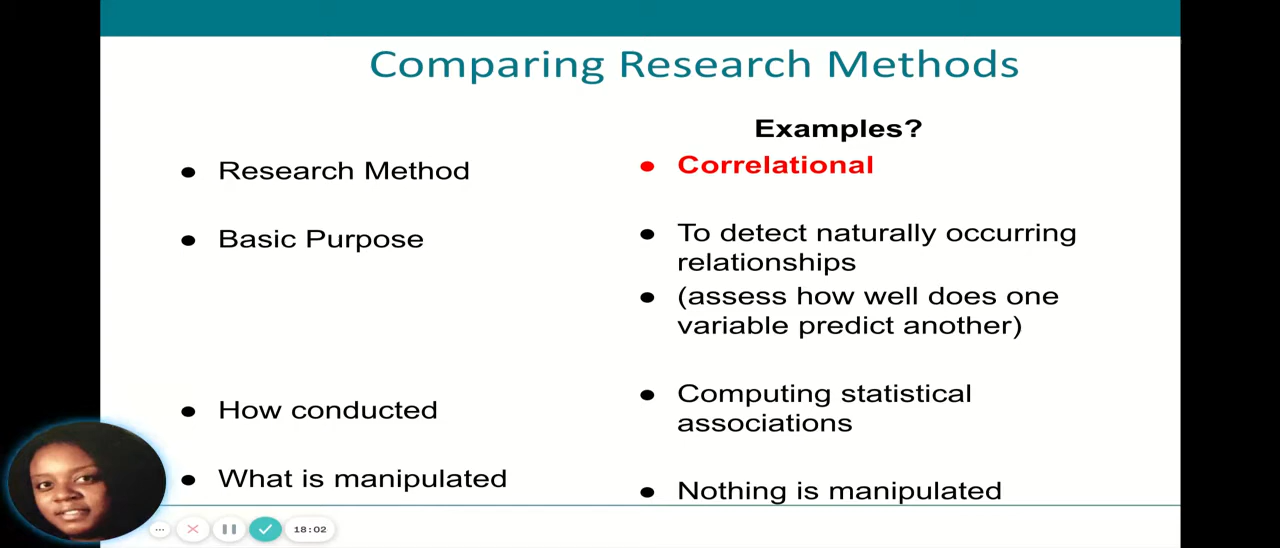 Comparing Research Methods
Examples?
● Research Method
● Correlational
● Basic Purpose
● To detect naturally occurring
relationships
● (assess how well does one
variable predict another)
● How conducted
● Computing statistical
associations
● What is manipulated
● Nothing is manipulated
18:02